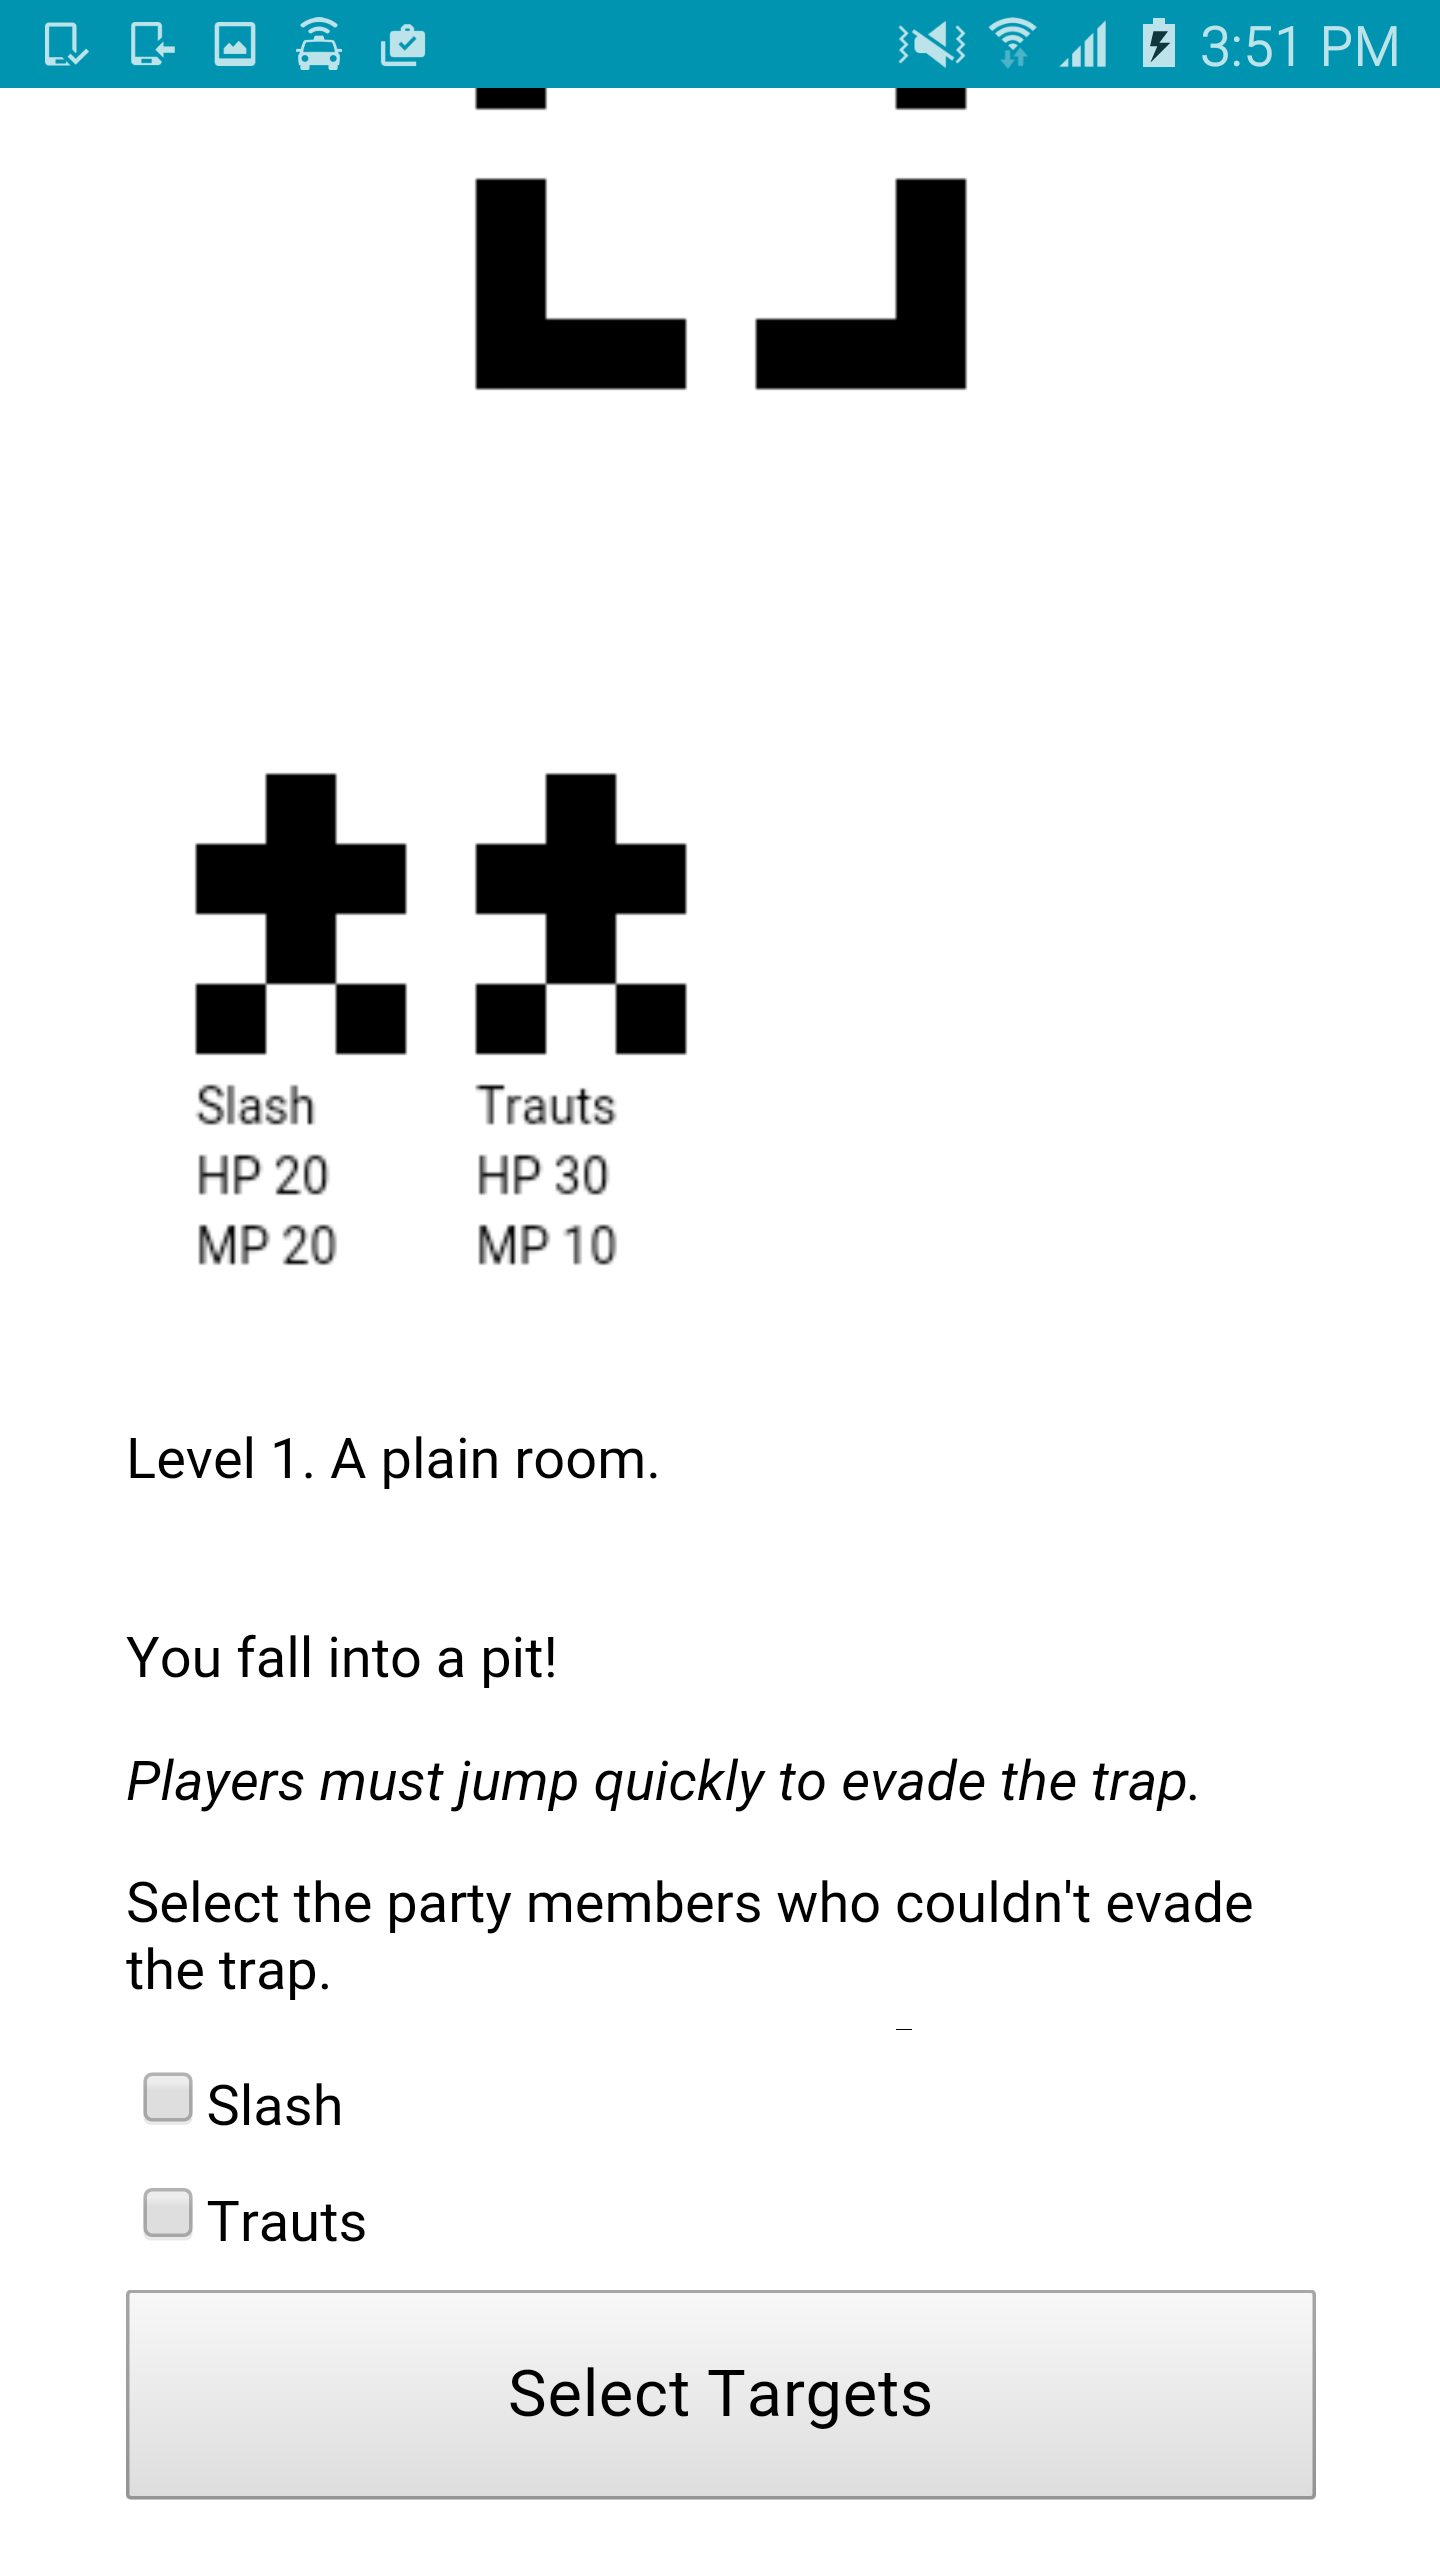 3:51 PM
Slash Trauts
HP 20 HP 30
MP 20 MP 10
Level 1. A plain room.
You fall into a pit!
Players must jump quickly to evade the trap.
Select the party members who couldn't evade
the trap.
Slash
Trauts
Select Targets